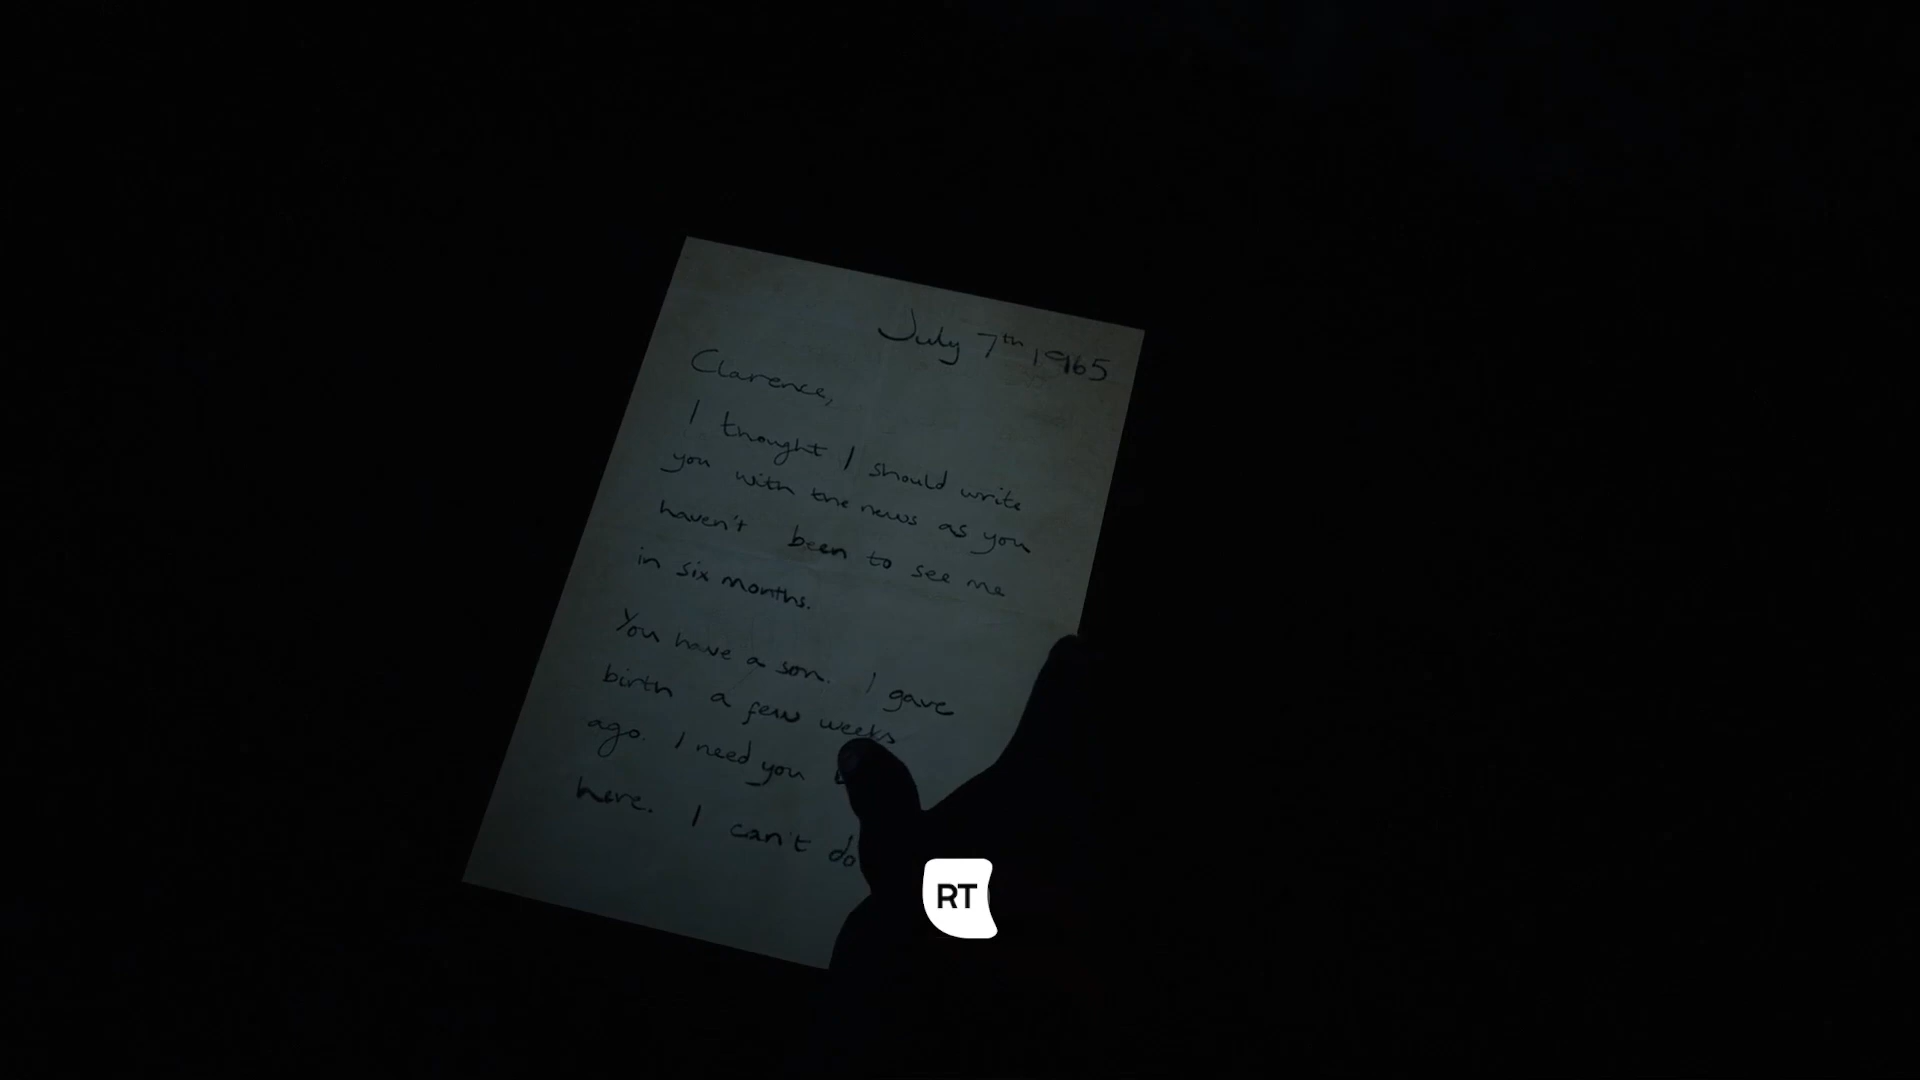 July 7th, 1965
Clarence,
I thought I should write
you with the news as you
haven't been to see me
in six months.
You have a son. I gave
birth a few weeks
ago. I need you
here. I can't do
RT